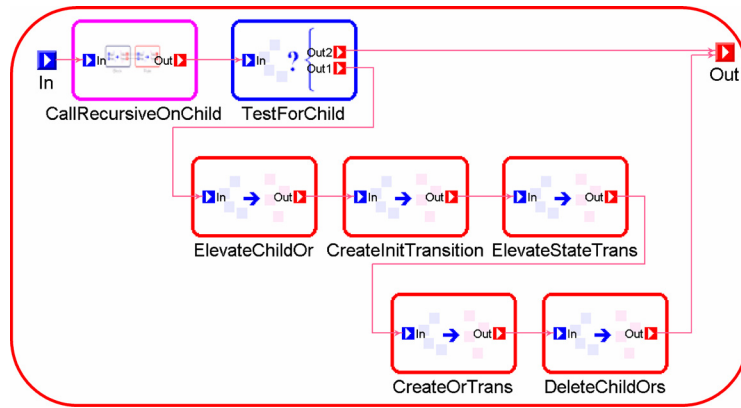 In
In
Out
CallRecursiveOnChild
In
?
Out2
Out1
TestForChild
Out
In
Out
ElevateChildOr
In
Out
CreateInitTransition
In
Out
ElevateStateTrans
In
Out
CreateOrTrans
In
Out
DeleteChildOrs